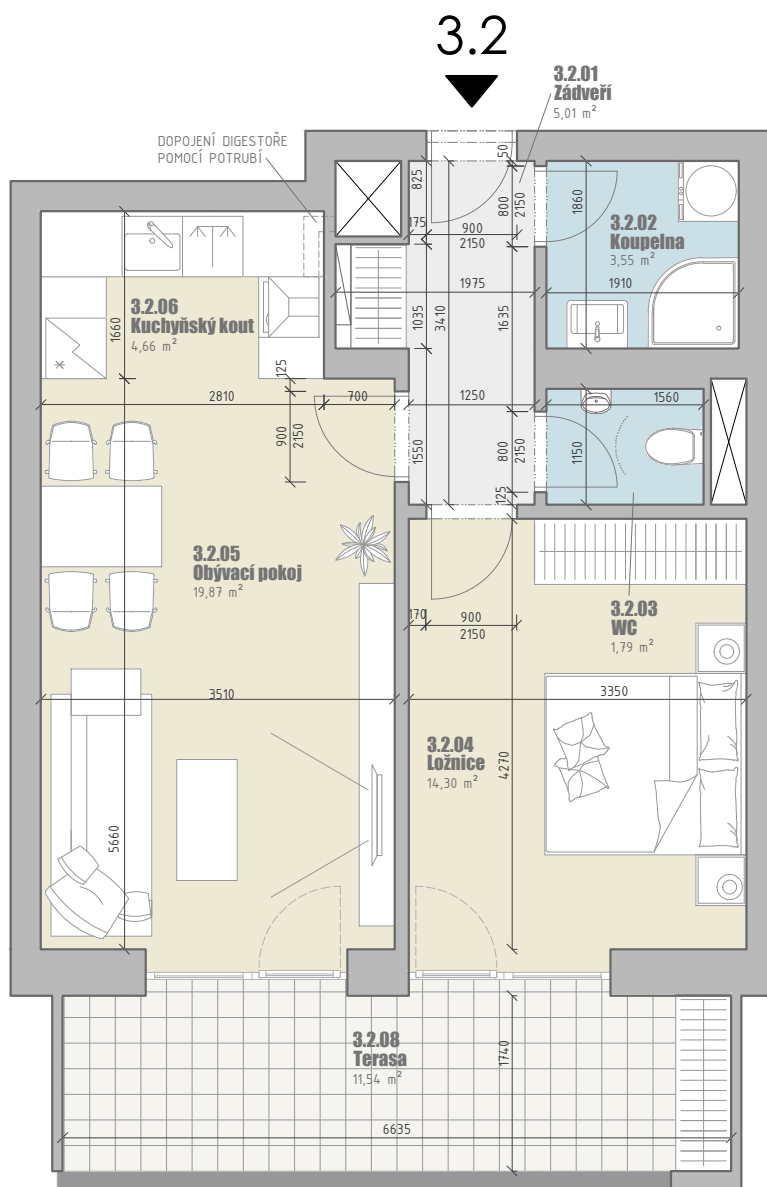 3.2
3.2.01
Zádveří
5,01 m²
DOPOJENÍ DIGESTOŘE
POMOCÍ POTRUBÍ
50
825
800
2150
1860
3.2.02
Koupelna
3,55 m²
175
900
2150
1975
1910
3.2.06
Kuchyňský kout
4,66 m²
1660
1035
3410
1635
125
2810
700
1250
1560
900
2150
1550
800
2150
1150
125
3.2.05
Obývací pokoj
19,87 m²
170
900
2150
3.2.03
WC
1,79 m²
3510
3350
3.2.04
Ložnice
14,30 m²
4270
5660
3.2.08
Terasa
11,54 m²
1740
6635